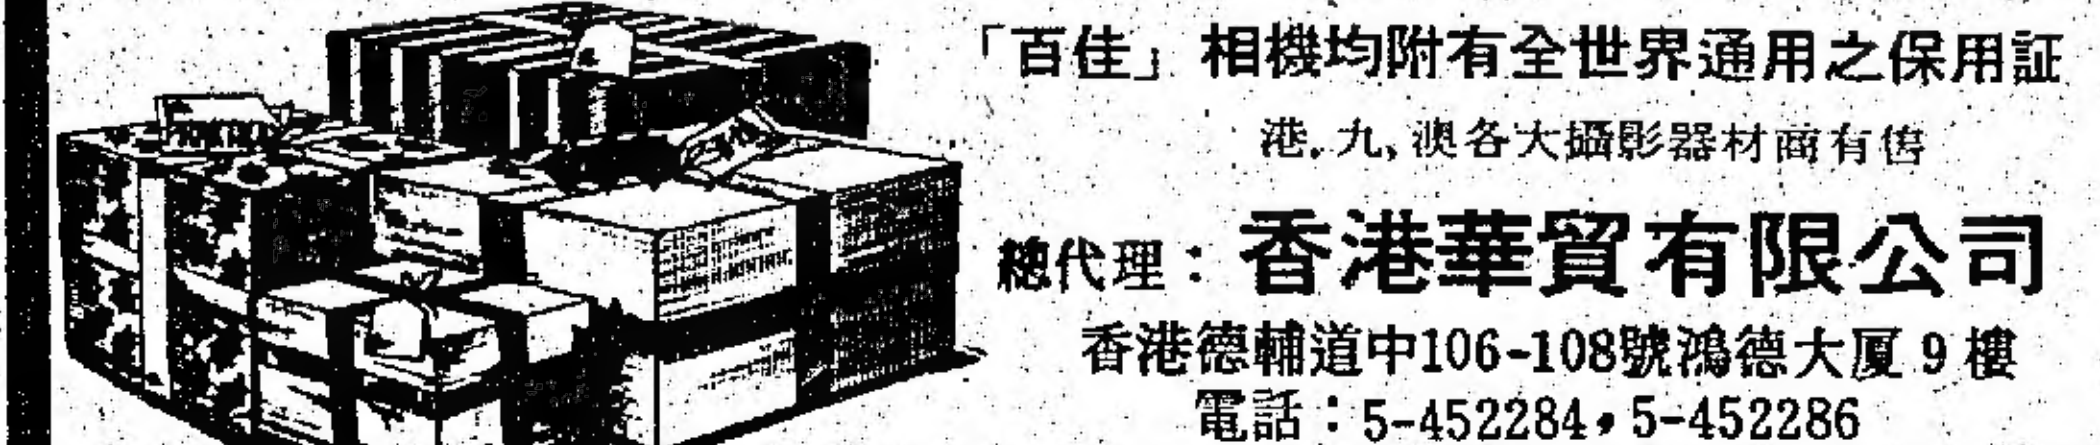 「百佳」相機均附有全世界通用之保用証
港.九,澳各大攝影器材商有售
總代理：香港華貿有限公司
香港德輔道中106-108號鴻德大厦9樓
電話：5-452284，5-452286